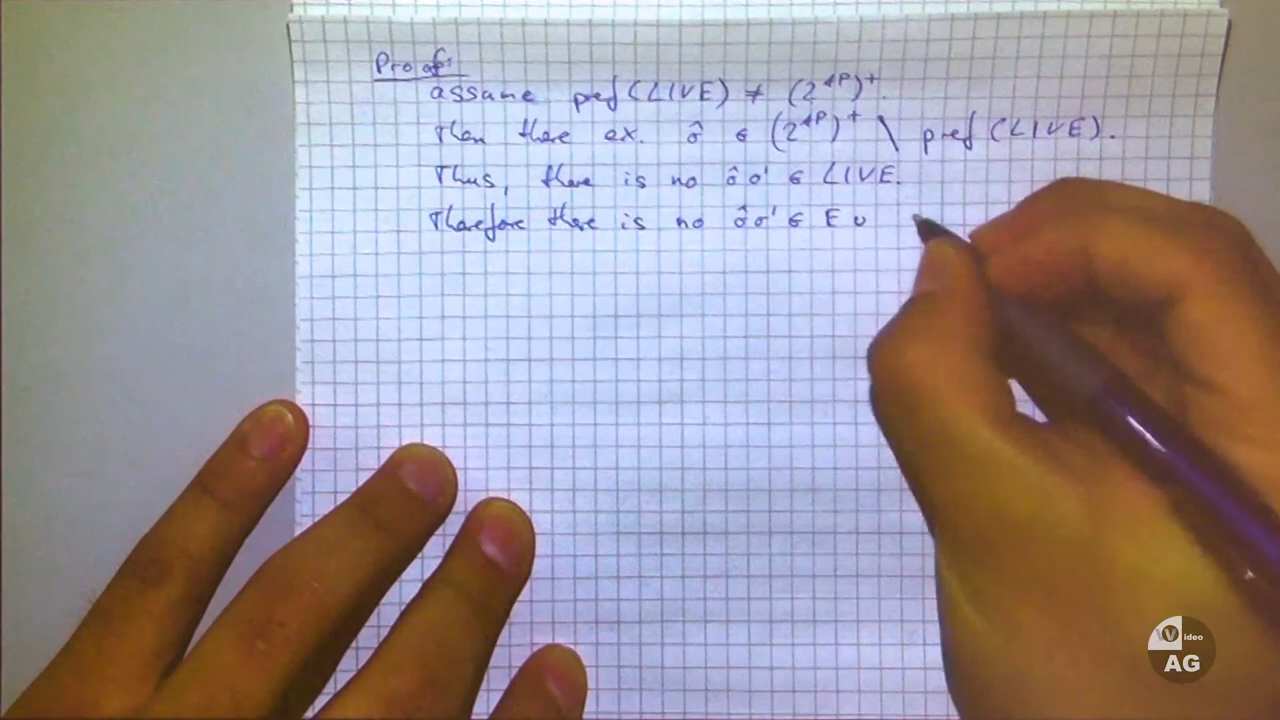 Proof:
assume pref(LIVE) ≠ (2^AP)^+.
Then there ex. σ̂ ∈ (2^AP)^+ \ pref(LIVE).
Thus, there is no σ̂σ' ∈ LIVE.
Therefore there is no σ̂σ' ∈ E ∪
Video
AG